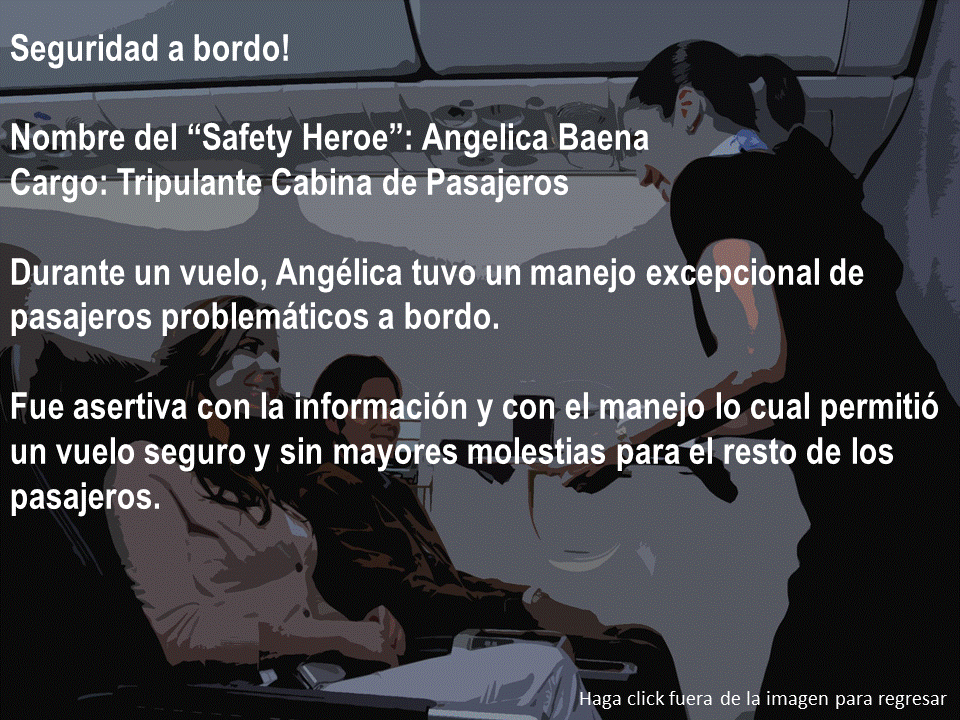 Seguridad a bordo!
Nombre del “Safety Heroe”: Angelica Baena
Cargo: Tripulante Cabina de Pasajeros
Durante un vuelo, Angélica tuvo un manejo excepcional de
pasajeros problemáticos a bordo.
Fue asertiva con la información y con el manejo lo cual permitió
un vuelo seguro y sin mayores molestias para el resto de los
pasajeros.
Haga click fuera de la imagen para regresar